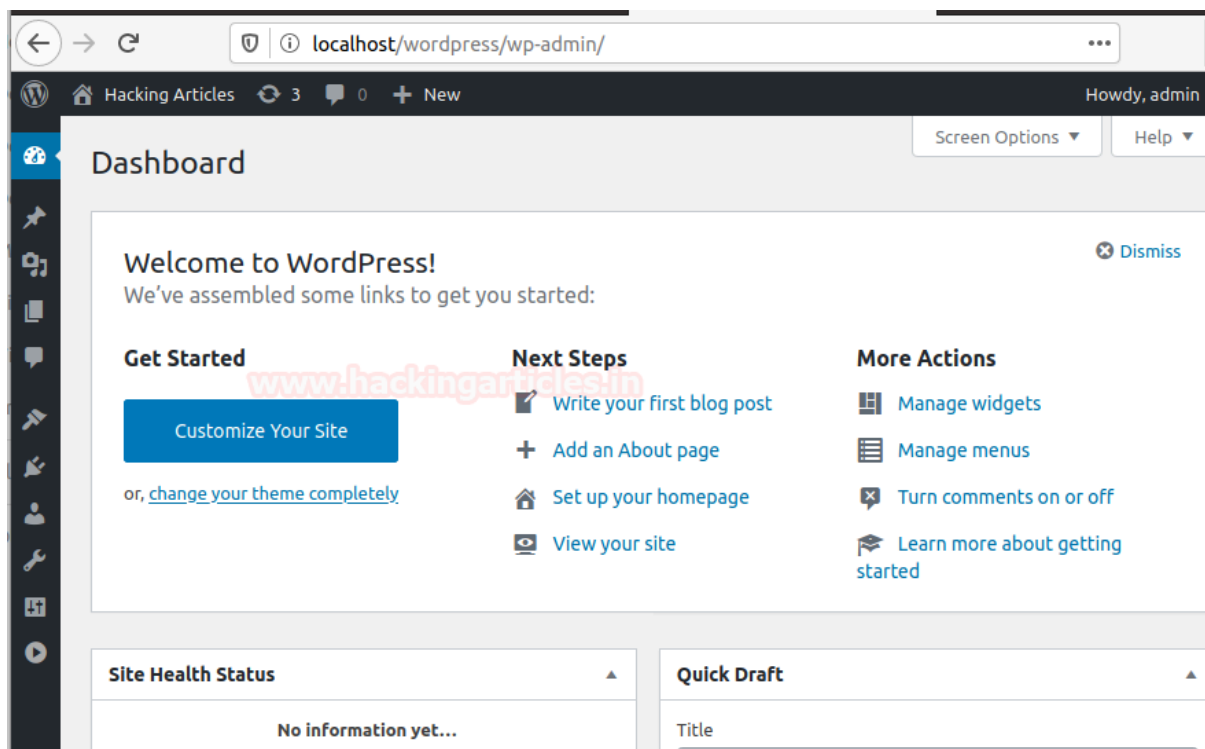 localhost/wordpress/wp-admin/
Hacking Articles 3 0 + New Howdy, admin
Screen Options ▼ Help ▼
Dashboard
Welcome to WordPress!
Dismiss
We've assembled some links to get you started:
Get Started
Customize Your Site
or, change your theme completely
Next Steps
Write your first blog post
Add an About page
Set up your homepage
View your site
More Actions
Manage widgets
Manage menus
Turn comments on or off
Learn more about getting
started
www.hackingarticles.in
Site Health Status
No information yet...
Quick Draft
Title